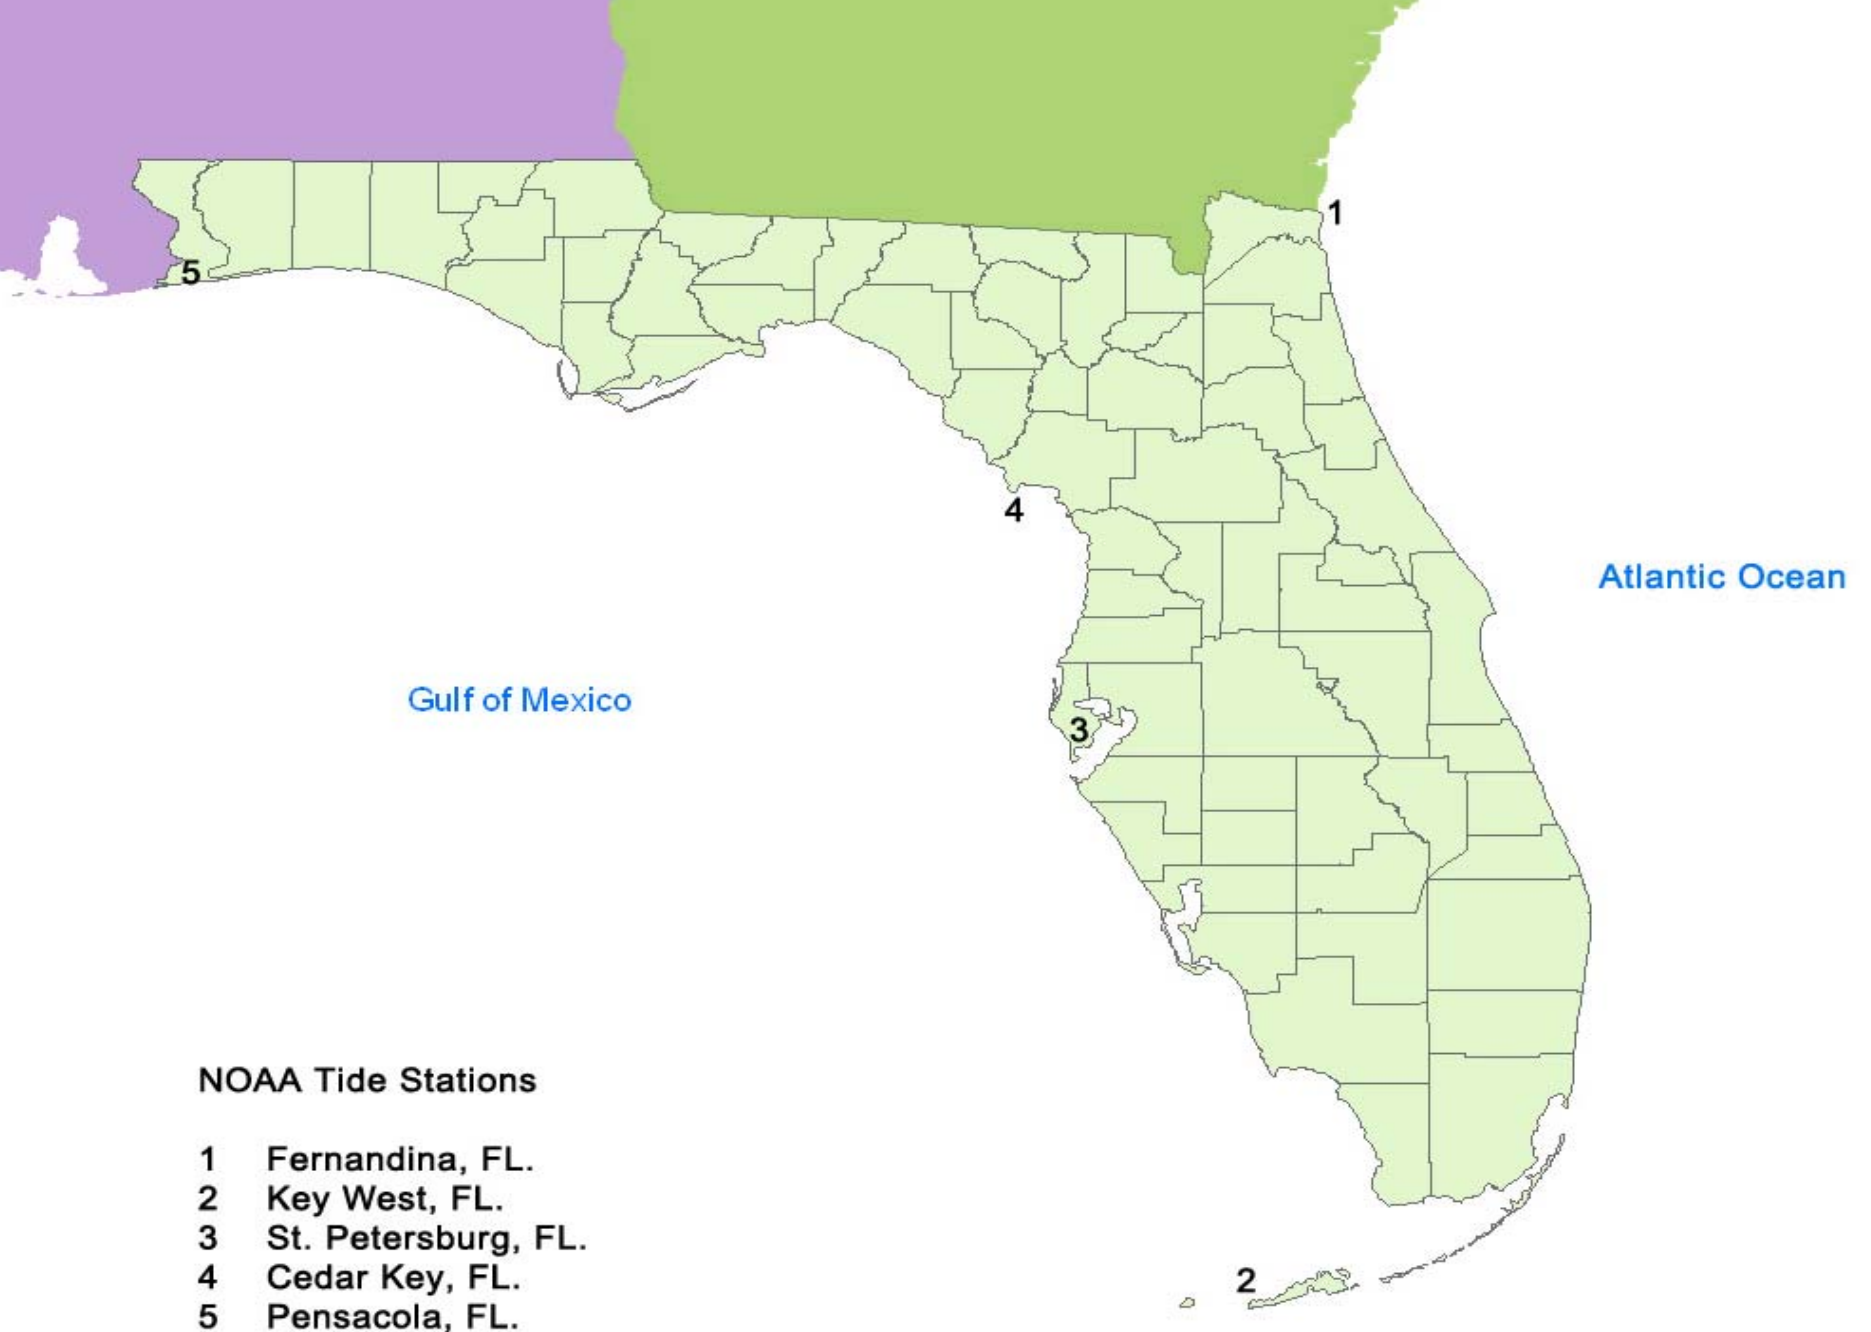 1
5
4
Atlantic Ocean
Gulf of Mexico
3
NOAA Tide Stations
1 Fernandina, FL.
2 Key West, FL.
3 St. Petersburg, FL.
4 Cedar Key, FL.
5 Pensacola, FL.
2